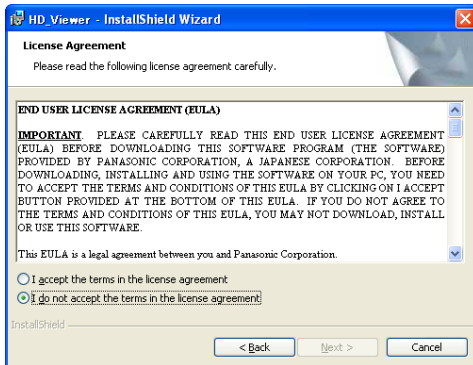 HD_Viewer - InstallShield Wizard
License Agreement
Please read the following license agreement carefully.
END USER LICENSE AGREEMENT (EULA)
IMPORTANT. PLEASE CAREFULLY READ THIS END USER LICENSE AGREEMENT
(EULA) BEFORE DOWNLOADING THIS SOFTWARE PROGRAM (THE SOFTWARE)
PROVIDED BY PANASONIC CORPORATION, A JAPANESE CORPORATION. BEFORE
DOWNLOADING, INSTALLING AND USING THE SOFTWARE ON YOUR PC, YOU NEED
TO ACCEPT THE TERMS AND CONDITIONS OF THIS EULA BY CLICKING ON I ACCEPT
BUTTON PROVIDED AT THE BOTTOM OF THIS EULA. IF YOU DO NOT AGREE TO
THE TERMS AND CONDITIONS OF THIS EULA, YOU MAY NOT DOWNLOAD, INSTALL
OR USE THIS SOFTWARE.
This EULA is a legal agreement between you and Panasonic Corporation.
I accept the terms in the license agreement
I do not accept the terms in the license agreement
InstallShield
< Back Next > Cancel